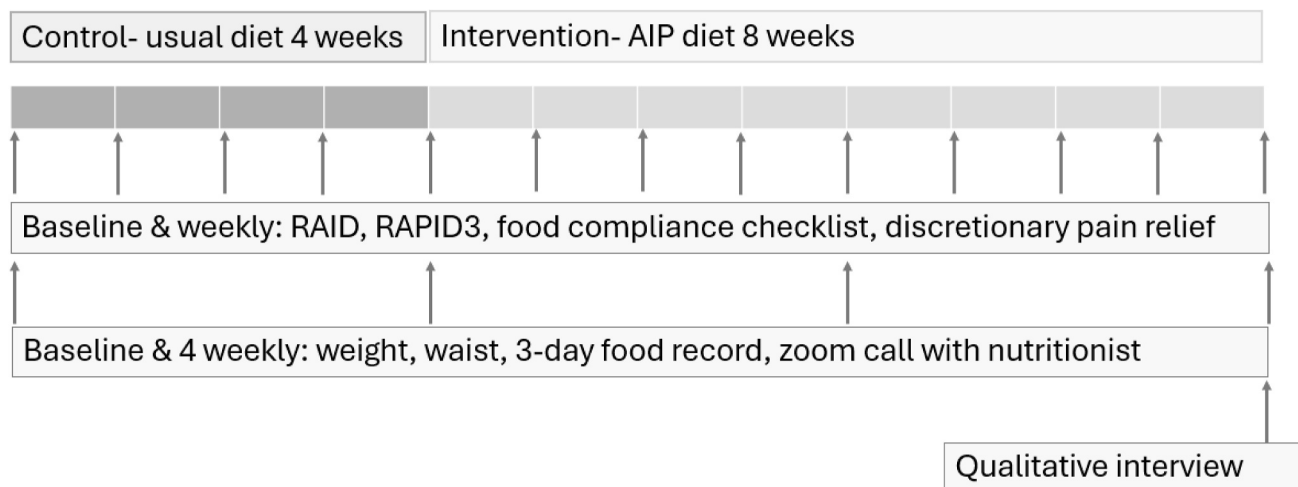 Control- usual diet 4 weeks
Intervention- AIP diet 8 weeks
Baseline & weekly: RAID, RAPID3, food compliance checklist, discretionary pain relief
Baseline & 4 weekly: weight, waist, 3-day food record, zoom call with nutritionist
Qualitative interview